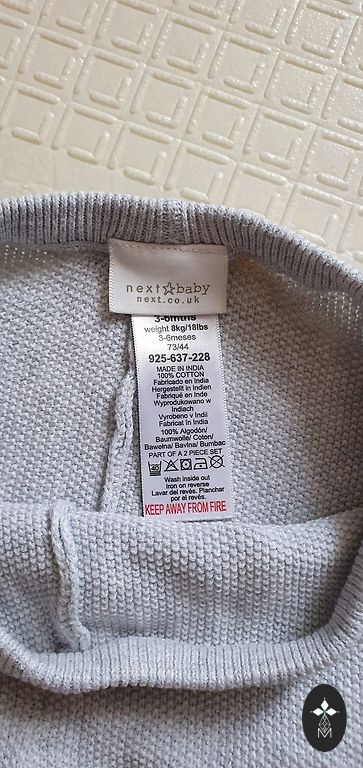 next☆baby
next.co.uk
3-6mths
weight 8kg/18lbs
3-6meses
73/44
925-637-228
MADE IN INDIA
100% COTTON
Fabricado en India
Hergestellt in indien
Fabriqué en Inde
Wyprodukowano w
Indiach
Vyrobeno v Indii
Fabricat în India
100% Algodón/
Baumwolle/ Coton/
Bawełna/ Bavlna/ Bumbac
PART OF A 2 PIECE SET
40
Wash inside out
Iron on reverse
Lavar del revés. Planchar
por el revés.
KEEP AWAY FROM FIRE